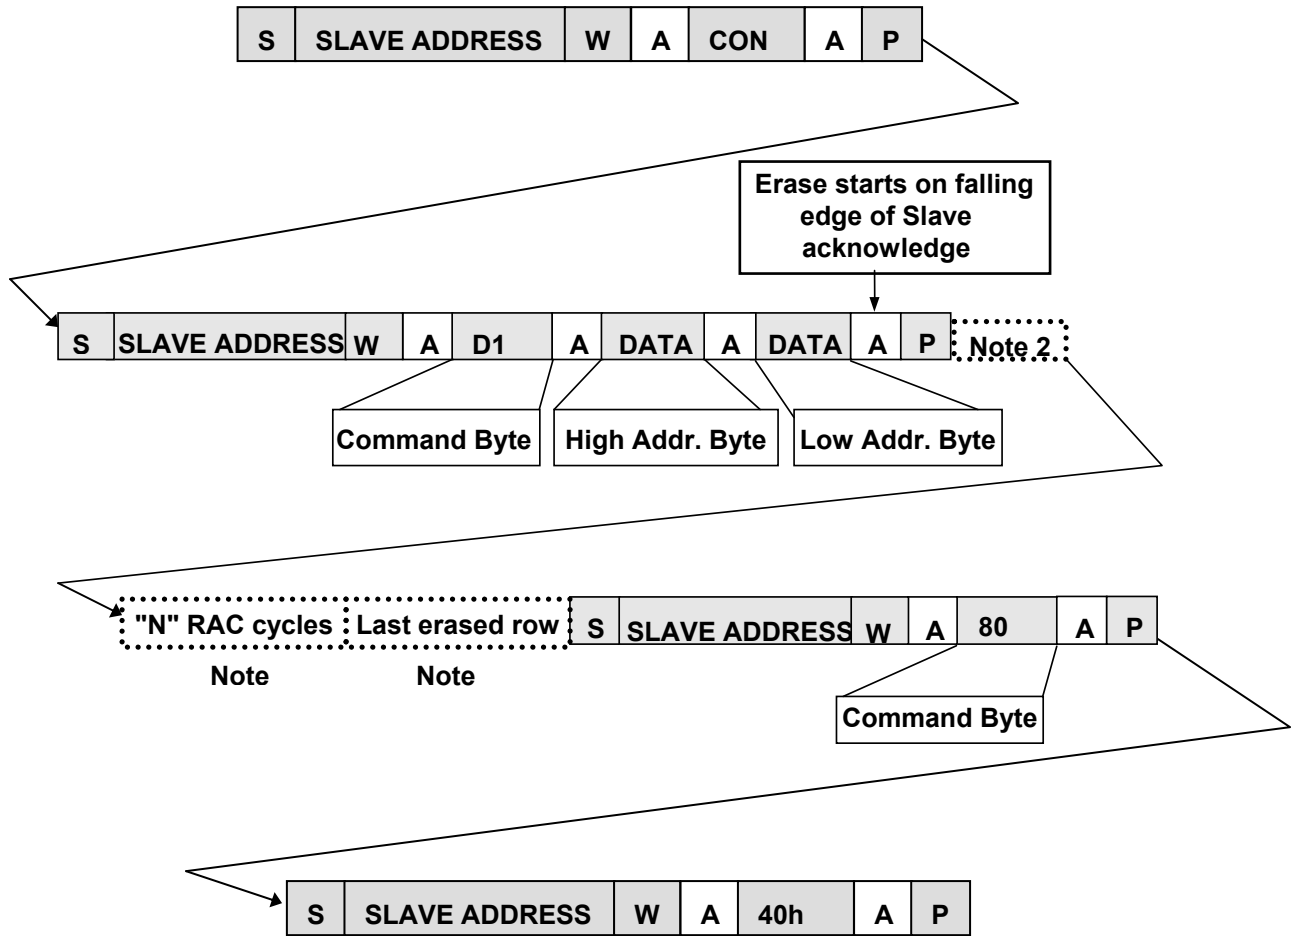 S SLAVE ADDRESS W A CON A P
Erase starts on falling
edge of Slave
acknowledge
S SLAVE ADDRESS W A D1 A DATA A DATA A P Note 2
Command Byte High Addr. Byte Low Addr. Byte
"N" RAC cycles Last erased row S SLAVE ADDRESS W A 80 A P
Note Note
Command Byte
S SLAVE ADDRESS W A 40h A P